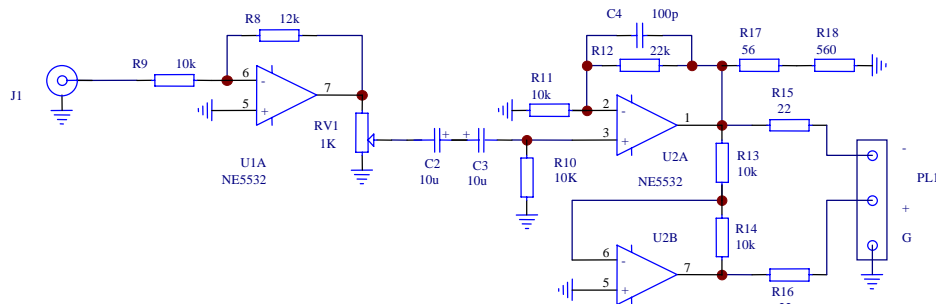 R8
12k
C4
100p
R9
10k
6
-
5
+
7
J1
U1A
NE5532
RV1
1K
+
+
C2
10u
C3
10u
R10
10K
R11
10k
R12
22k
2
-
3
+
1
U2A
NE5532
R17
56
R18
560
R15
22
R13
10k
R14
10k
U2B
6
-
5
+
7
R16
-
+
G
PL1